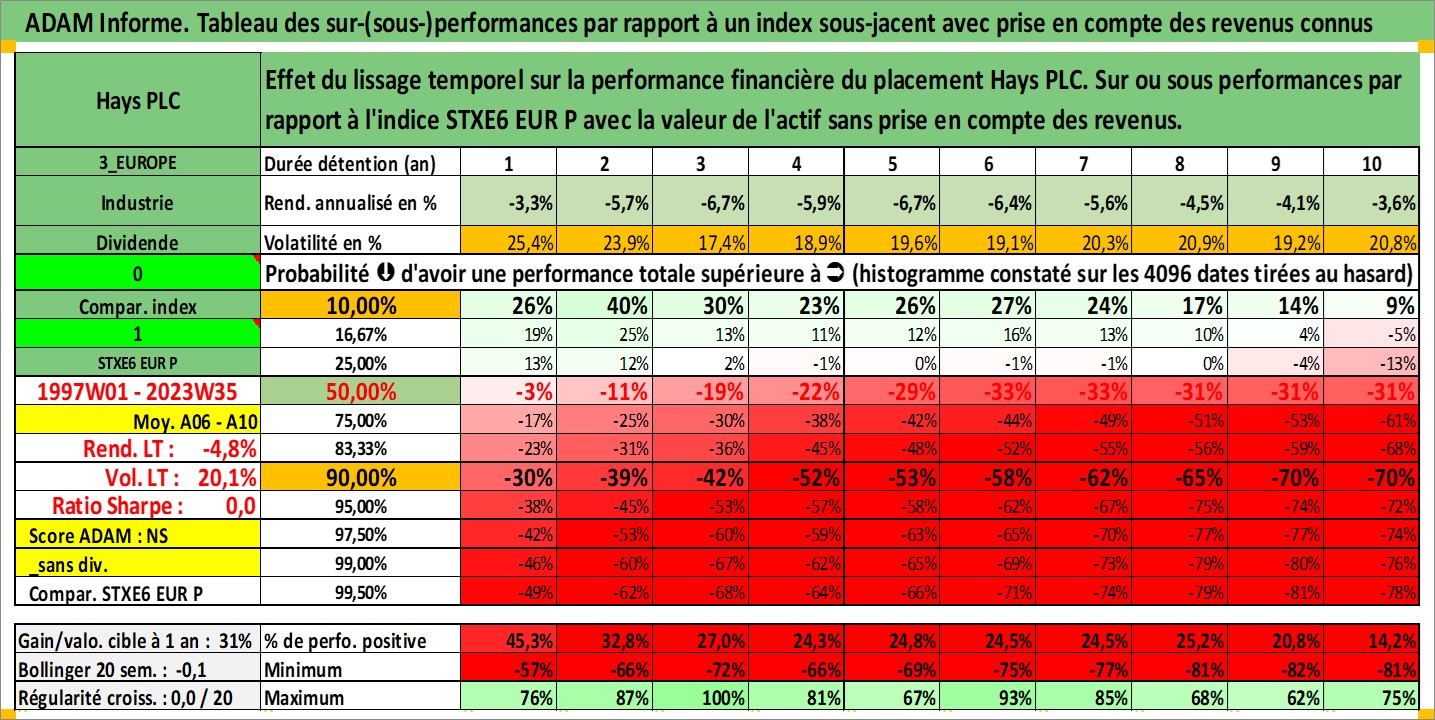 ADAM Informe. Tableau des sur-(sous-)performances par rapport à un index sous-jacent avec prise en compte des revenus connus
Hays PLC
Effet du lissage temporel sur la performance financière du placement Hays PLC. Sur ou sous performances par
rapport à l'indice STXE6 EUR P avec la valeur de l'actif sans prise en compte des revenus.
3_EUROPE Durée détention (an) 1 2 3 4 5 6 7 8 9 10
Industrie Rend. annualisé en % -3,3% -5,7% -6,7% -5,9% -6,7% -6,4% -5,6% -4,5% -4,1% -3,6%
Dividende Volatilité en % 25,4% 23,9% 17,4% 18,9% 19,6% 19,1% 20,3% 20,9% 19,2% 20,8%
0 Probabilité ⮋ d'avoir une performance totale supérieure à ⮊ (histogramme constaté sur les 4096 dates tirées au hasard)
Compar. index 10,00% 26% 40% 30% 23% 26% 27% 24% 17% 14% 9%
1 16,67% 19% 25% 13% 11% 12% 16% 13% 10% 4% -5%
STXE6 EUR P 25,00% 13% 12% 2% -1% 0% -1% -1% 0% -4% -13%
1997W01 - 2023W35 50,00% -3% -11% -19% -22% -29% -33% -33% -31% -31% -31%
Moy. A06 - A10 75,00% -17% -25% -30% -38% -42% -44% -49% -51% -53% -61%
Rend. LT : -4,8% 83,33% -23% -31% -36% -45% -48% -52% -55% -56% -59% -68%
Vol. LT : 20,1% 90,00% -30% -39% -42% -52% -53% -58% -62% -65% -70% -70%
Ratio Sharpe : 0,0 95,00% -38% -45% -53% -57% -58% -62% -67% -75% -74% -72%
Score ADAM : NS 97,50% -42% -53% -60% -59% -63% -65% -70% -77% -77% -74%
_sans div. 99,00% -46% -60% -67% -62% -65% -69% -73% -79% -80% -76%
Compar. STXE6 EUR P 99,50% -49% -62% -68% -64% -66% -71% -74% -79% -81% -78%
Gain/valo. cible à 1 an : 31% % de perfo. positive 45,3% 32,8% 27,0% 24,3% 24,8% 24,5% 24,5% 25,2% 20,8% 14,2%
Bollinger 20 sem. : -0,1 Minimum -57% -66% -72% -66% -69% -75% -77% -81% -82% -81%
Régularité croiss. : 0,0 / 20 Maximum 76% 87% 100% 81% 67% 93% 85% 68% 62% 75%